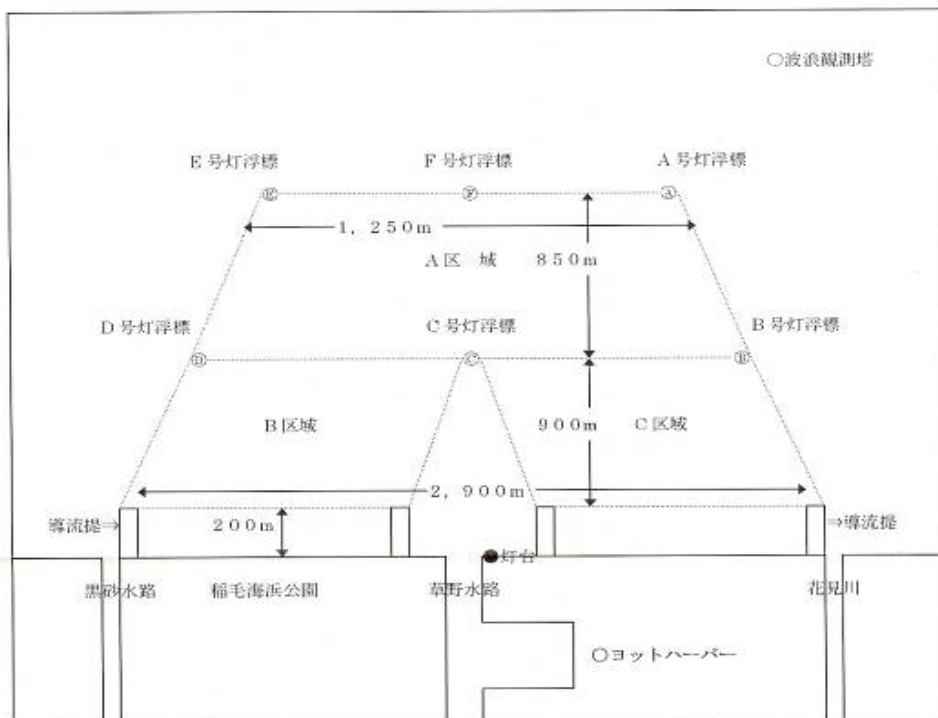 ○波浪観測塔
E号灯浮標 F号灯浮標 A号灯浮標
Ⓔ Ⓕ Ⓐ
1,250m
A区 域 850m
D号灯浮標 C号灯浮標 B号灯浮標
Ⓓ Ⓒ Ⓑ
B区域 900m C区域
2,900m
導流提⇒ 200m ⇒導流提
●灯台
黒砂水路 稲毛海浜公園 草野水路 花見川
○ヨットハーバー